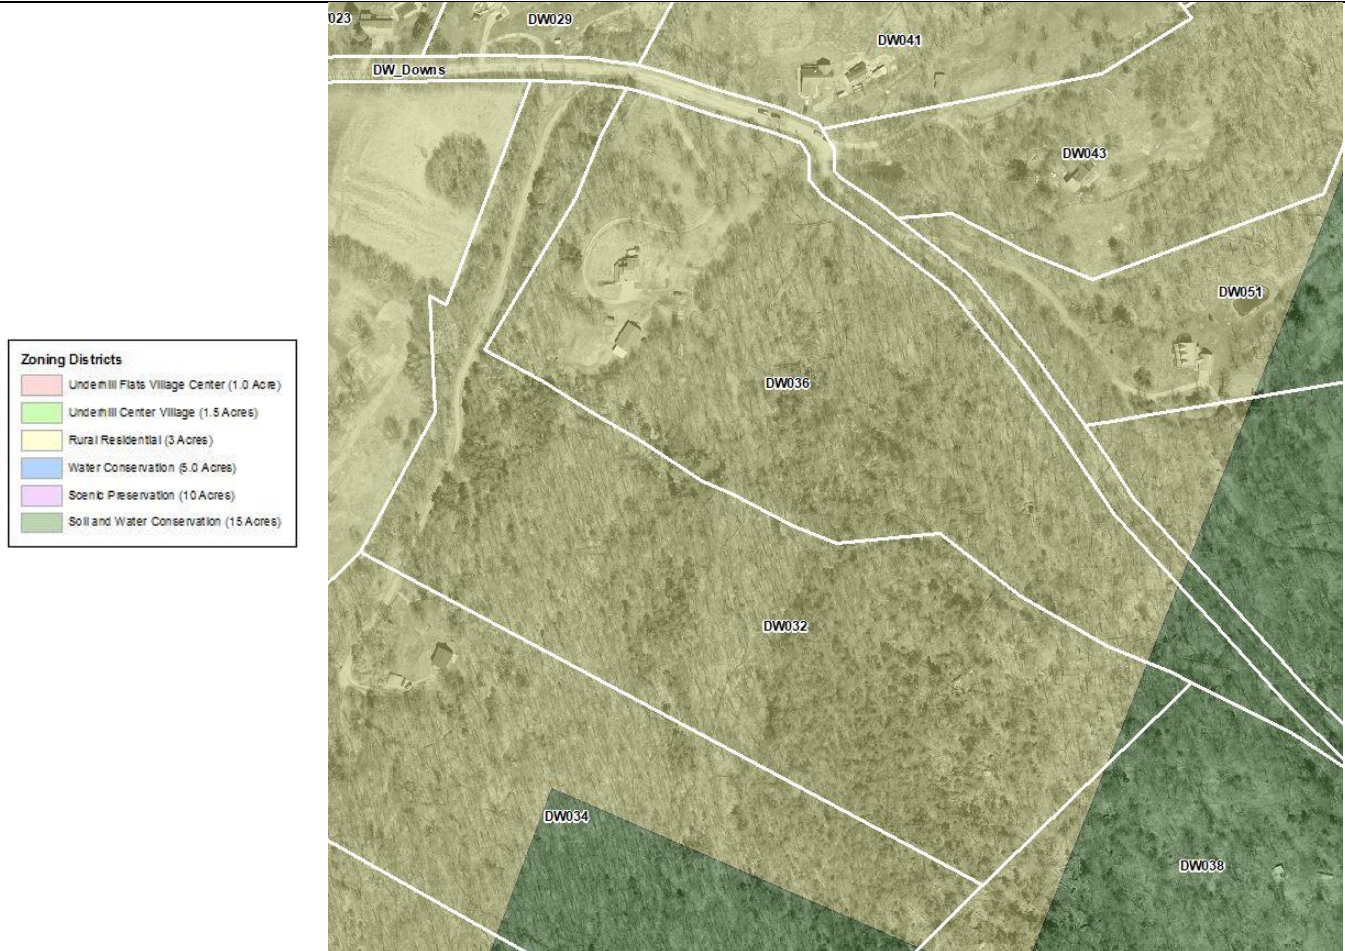 /023
DW029
DW041
DW_Downs
DW043
DW051
DW036
Zoning Districts
Underhill Flats Village Center (1.0 Acre)
Underhill Center Village (1.5 Acres)
Rural Residential (3 Acres)
Water Conservation (5.0 Acres)
Scenic Preservation (10 Acres)
Soil and Water Conservation (15 Acres)
DW032
DW034
DW038